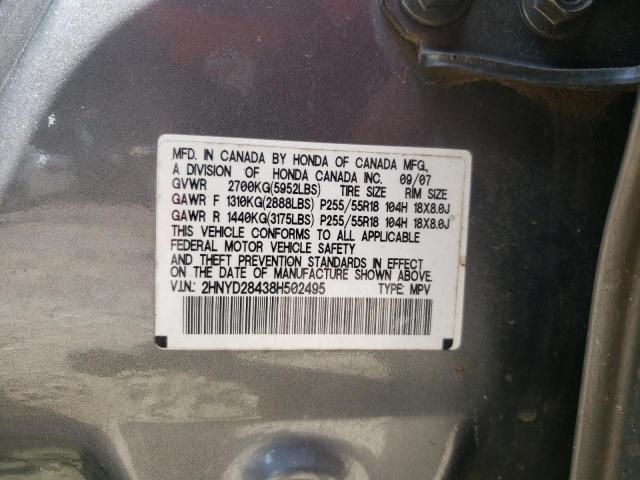 MFD. IN CANADA BY HONDA OF CANADA MFG.,
A DIVISION OF HONDA CANADA INC. 09/07
GVWR 2700KG(5952LBS) TIRE SIZE RIM SIZE
GAWR F 1310KG(2888LBS) P255/55R18 104H 18X8.0J
GAWR R 1440KG(3175LBS) P255/55R18 104H 18X8.0J
THIS VEHICLE CONFORMS TO ALL APPLICABLE
FEDERAL MOTOR VEHICLE SAFETY
AND THEFT PREVENTION STANDARDS IN EFFECT
ON THE DATE OF MANUFACTURE SHOWN ABOVE.
V.I.N.: 2HNYD28438H502495 TYPE: MPV